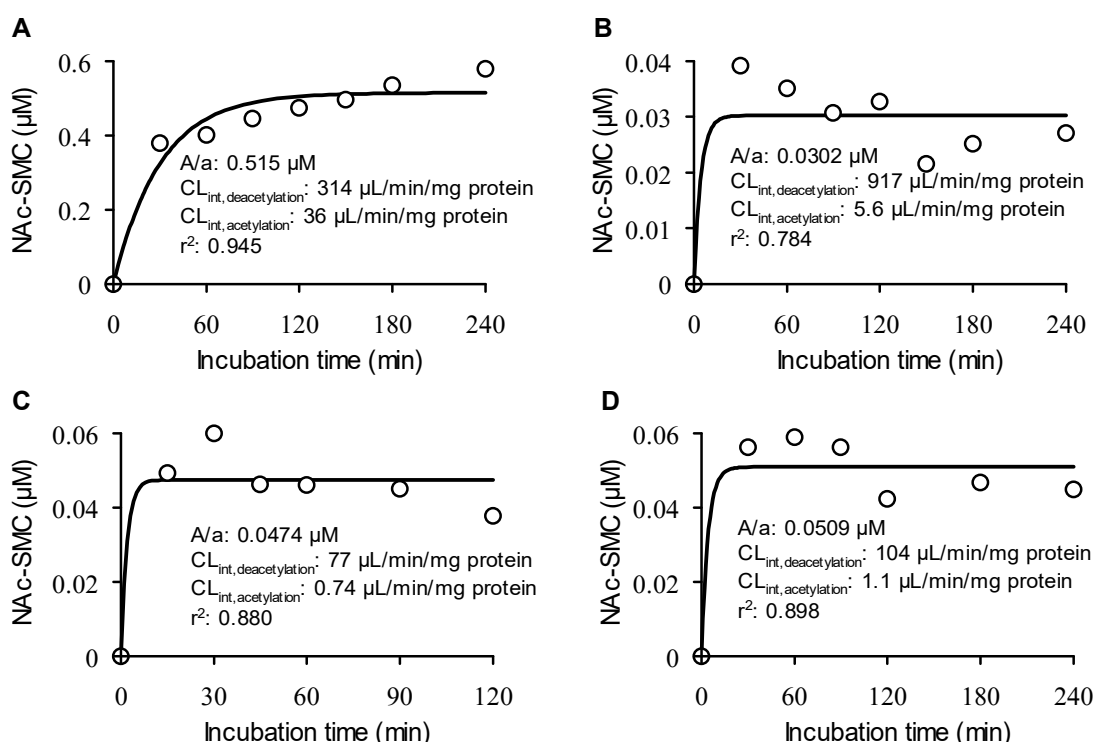 A
NAc-SMC (µM)
0.6
0.4
0.2
0
A/a: 0.515 µM
CLint,deacetylation: 314 µL/min/mg protein
CLint,acetylation: 36 µL/min/mg protein
r²: 0.945
0 60 120 180 240
Incubation time (min)
B
NAc-SMC (µM)
0.04
0.03
0.02
0.01
0
A/a: 0.0302 µM
CLint,deacetylation: 917 µL/min/mg protein
CLint,acetylation: 5.6 µL/min/mg protein
r²: 0.784
0 60 120 180 240
Incubation time (min)
C
NAc-SMC (µM)
0.06
0.04
0.02
0
A/a: 0.0474 µM
CLint,deacetylation: 77 µL/min/mg protein
CLint,acetylation: 0.74 µL/min/mg protein
r²: 0.880
0 30 60 90 120
Incubation time (min)
D
NAc-SMC (µM)
0.06
0.04
0.02
0
A/a: 0.0509 µM
CLint,deacetylation: 104 µL/min/mg protein
CLint,acetylation: 1.1 µL/min/mg protein
r²: 0.898
0 60 120 180 240
Incubation time (min)